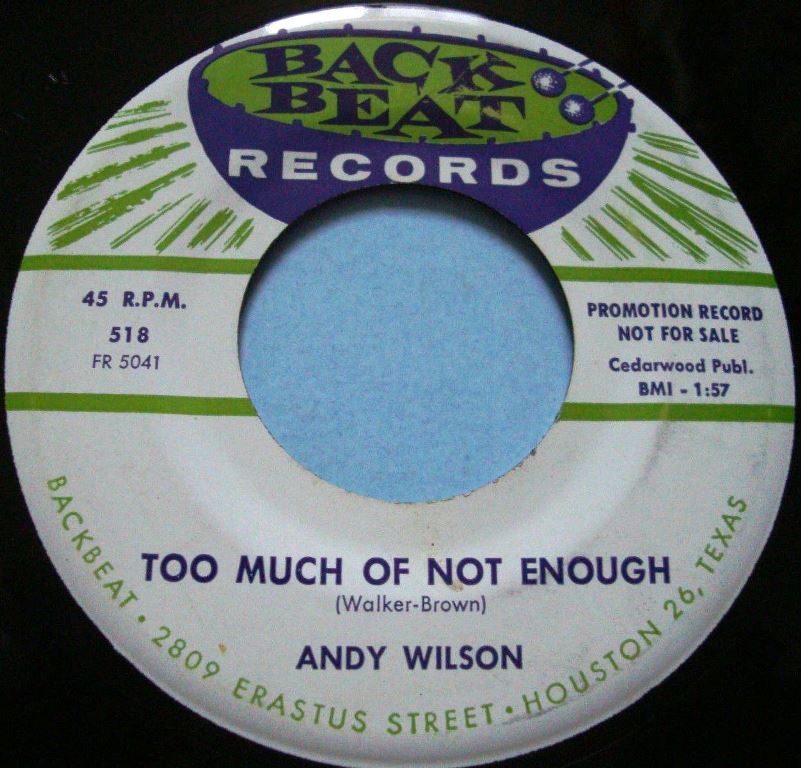 BACK
BEAT
RECORDS
45 R.P.M.
518
FR 5041
PROMOTION RECORD
NOT FOR SALE
Cedarwood Publ.
BMI - 1:57
TOO MUCH OF NOT ENOUGH
(Walker-Brown)
ANDY WILSON
BACKBEAT • 2809 ERASTUS STREET • HOUSTON 26, TEXAS